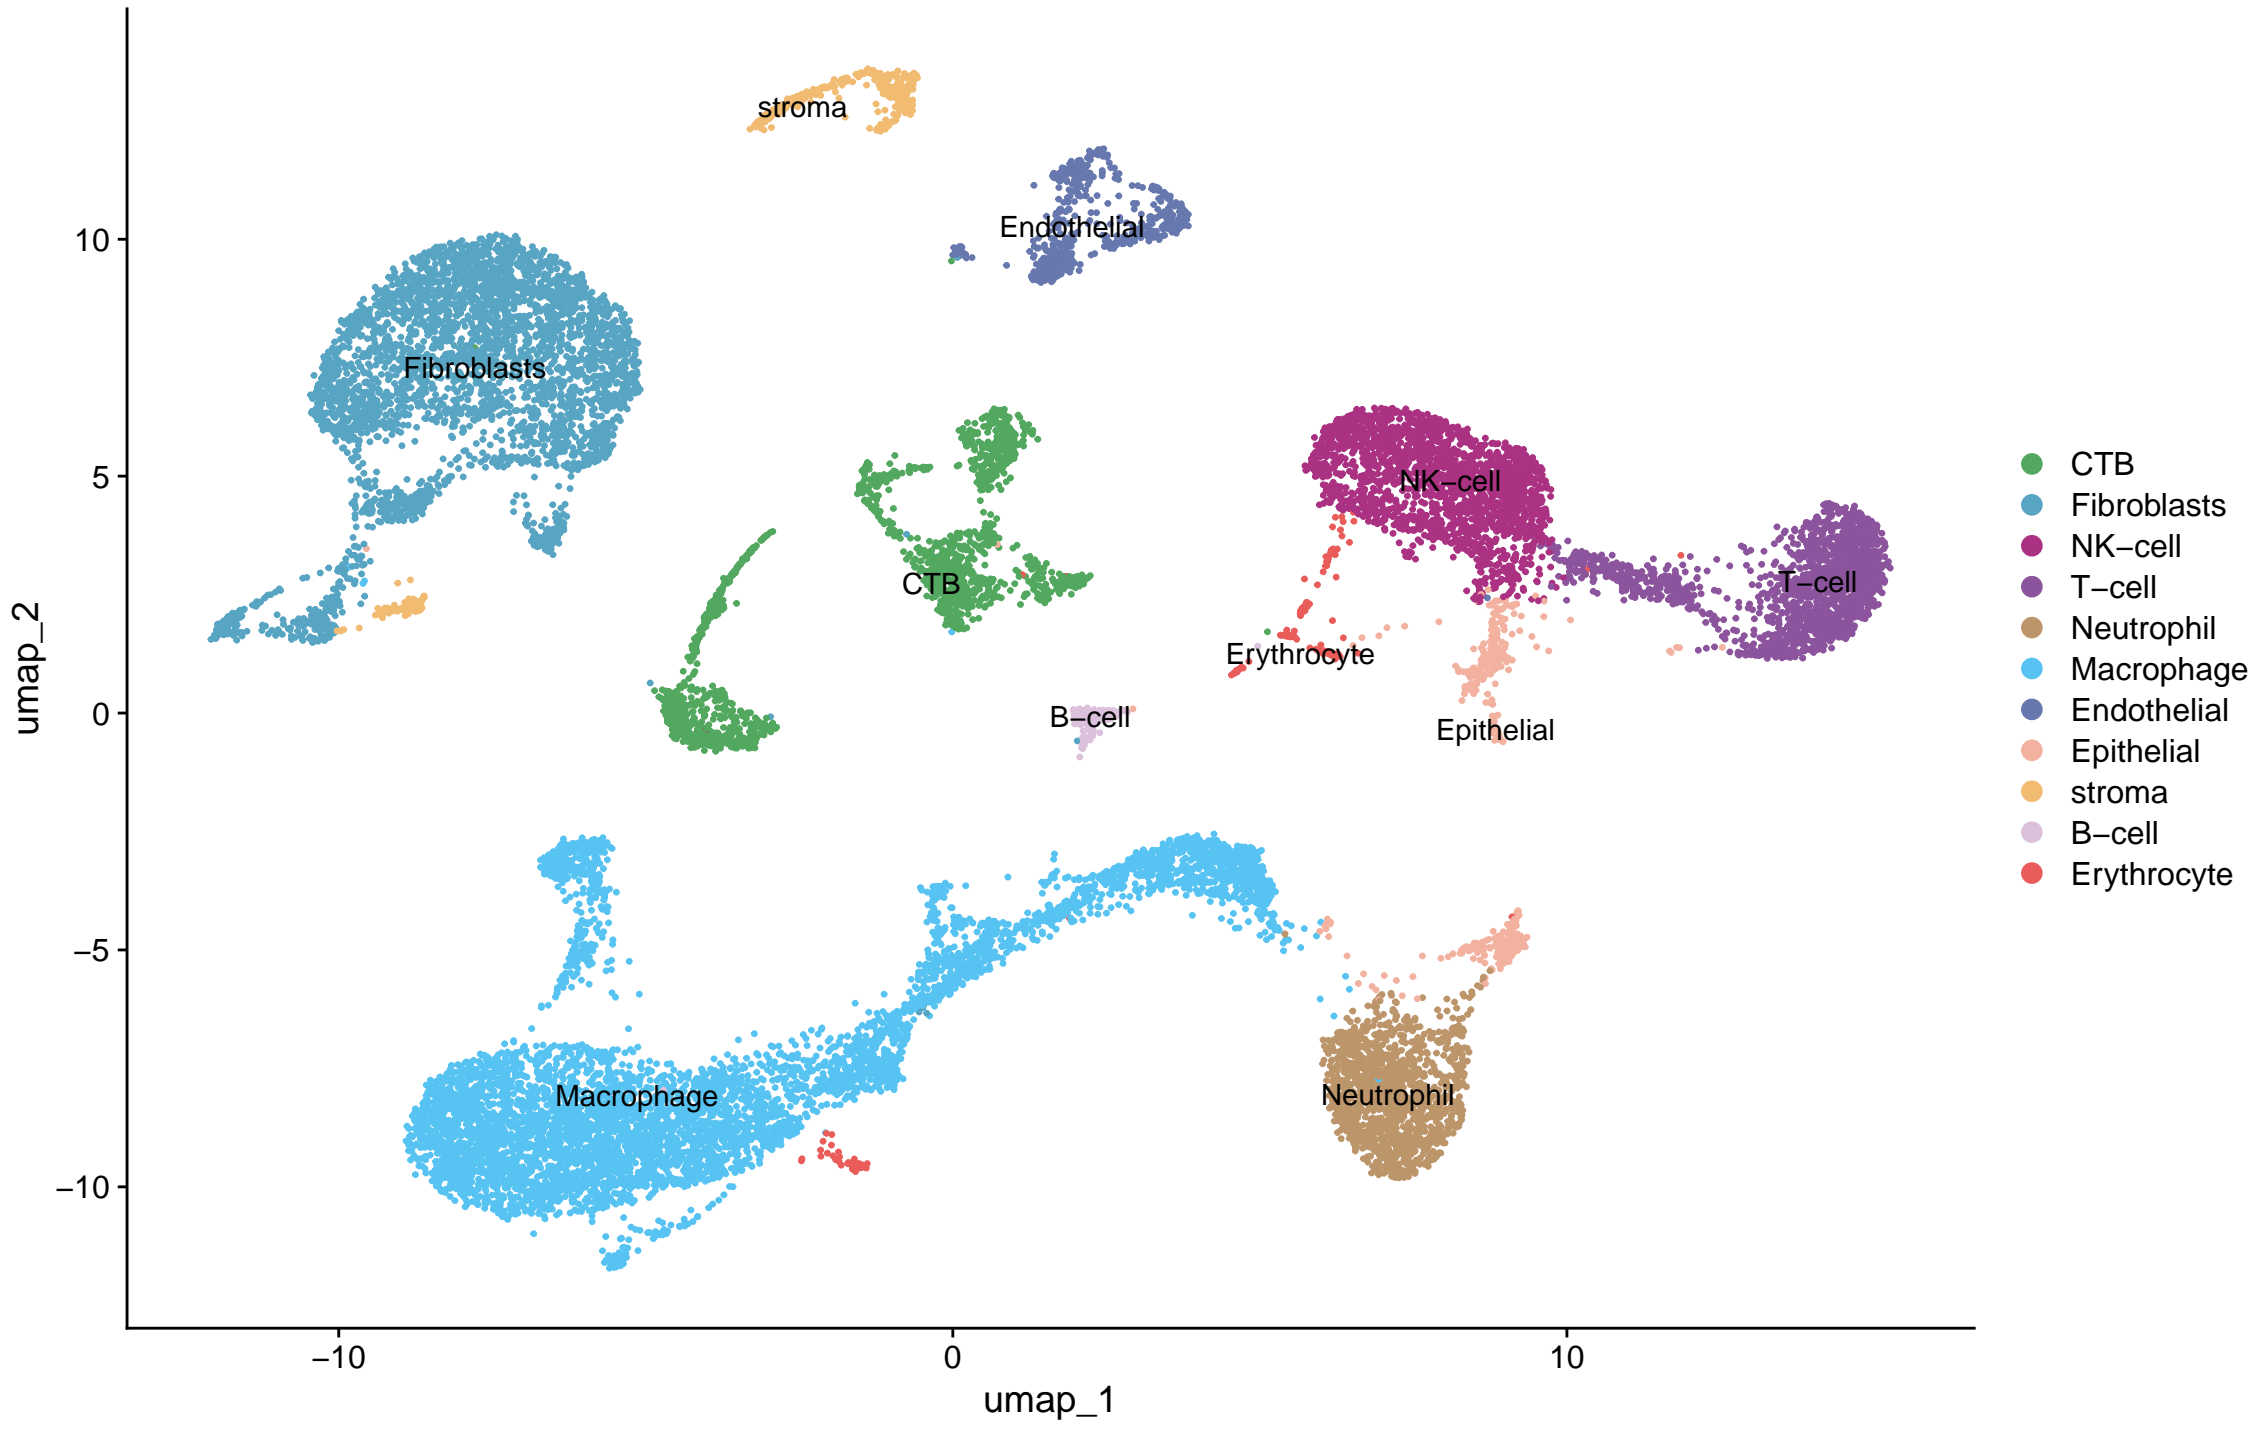 stroma
Endothelial
Fibroblasts
NK−cell
CTB
T−cell
Erythrocyte
B−cell
Epithelial
Macrophage
Neutrophil
10
5
0
−5
−10
umap_2
−10
0
10
umap_1
CTB
Fibroblasts
NK−cell
T−cell
Neutrophil
Macrophage
Endothelial
Epithelial
stroma
B−cell
Erythrocyte